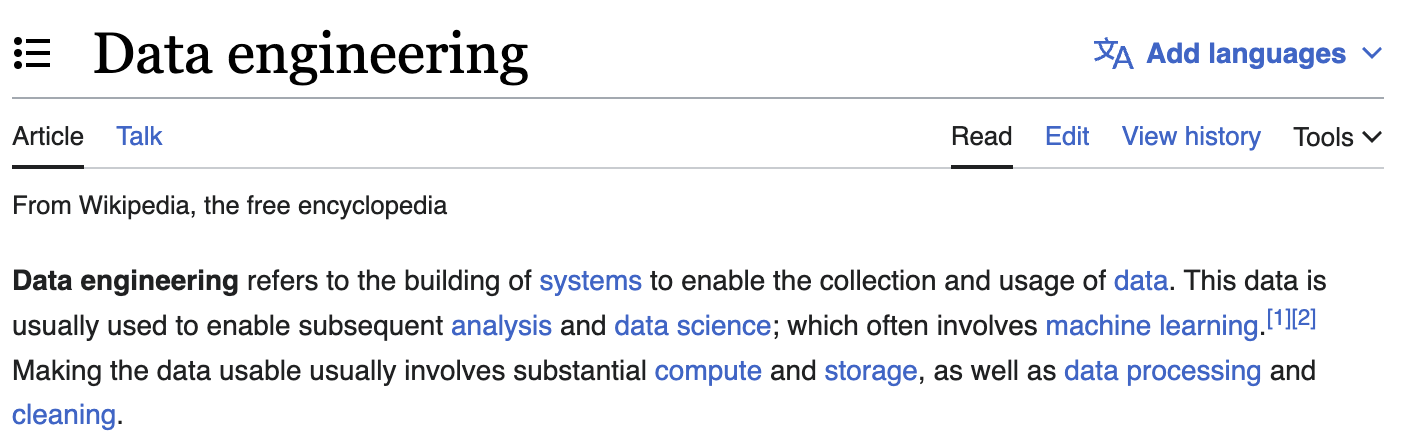 Data engineering
文A Add languages
Article Talk Read Edit View history Tools
From Wikipedia, the free encyclopedia
Data engineering refers to the building of systems to enable the collection and usage of data. This data is
usually used to enable subsequent analysis and data science; which often involves machine learning.[1][2]
Making the data usable usually involves substantial compute and storage, as well as data processing and
cleaning.